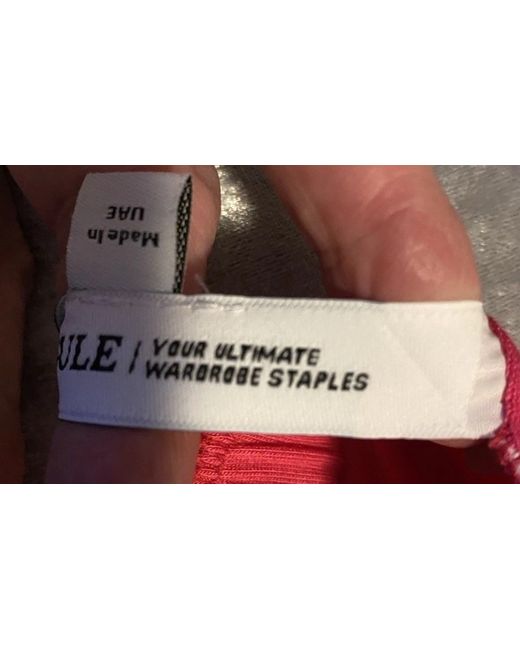 Made In
UAE
ULE / YOUR ULTIMATE
WARDROBE STAPLES